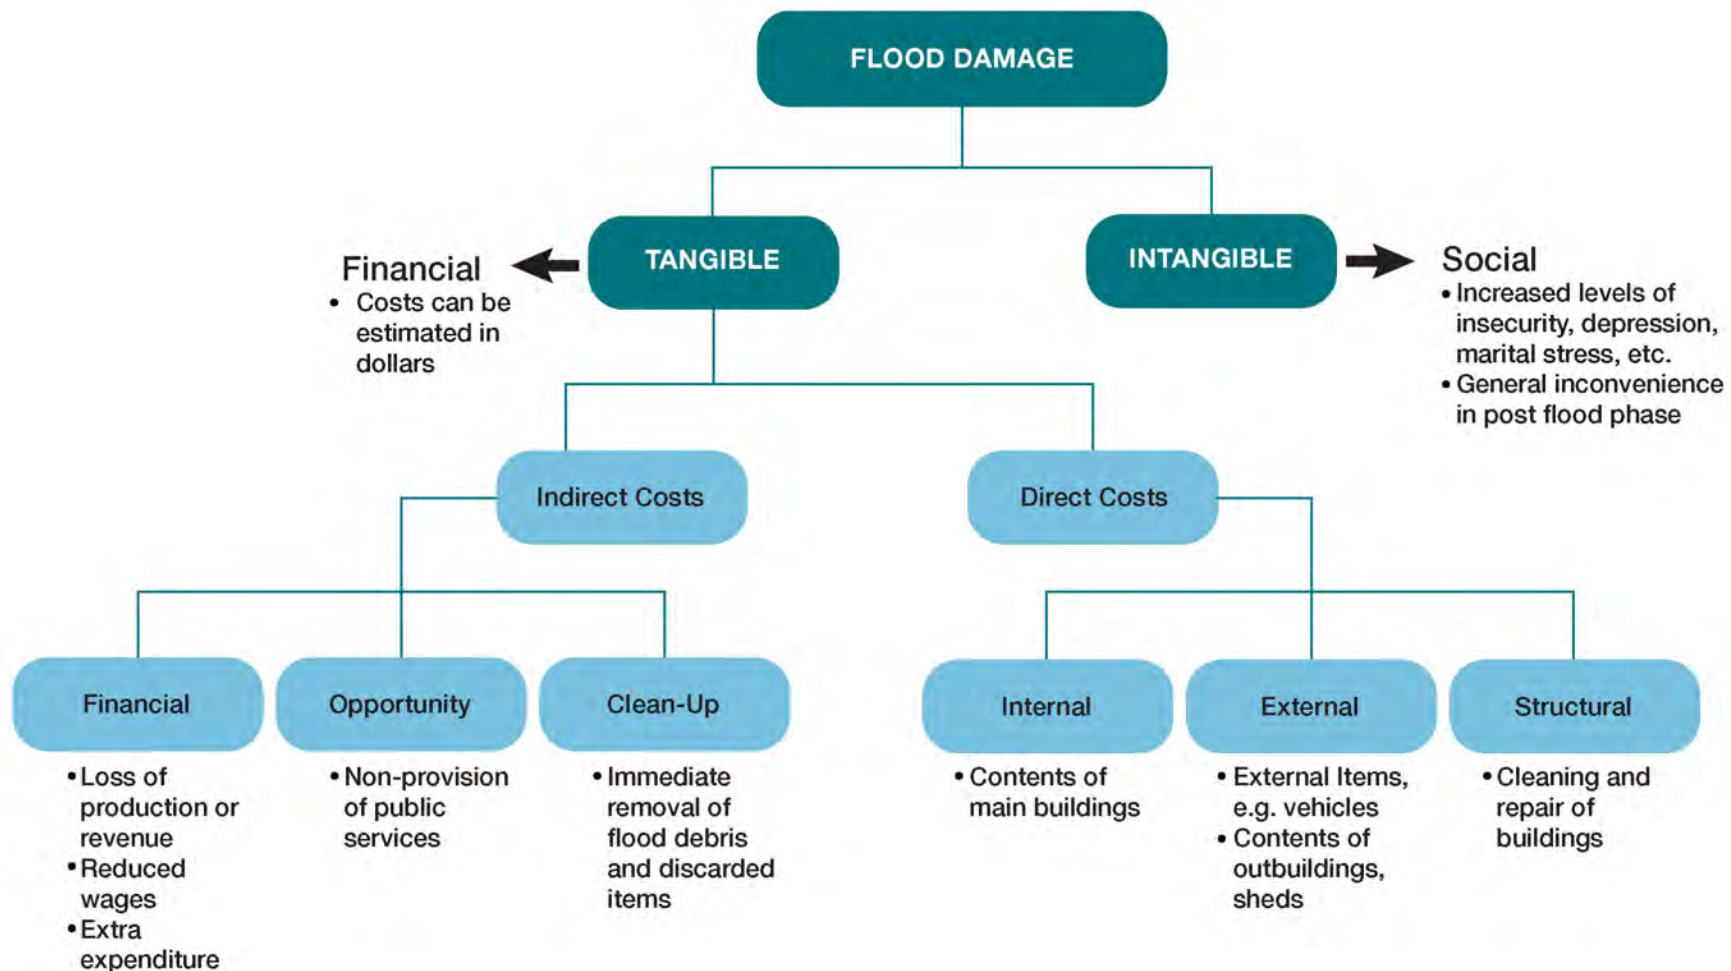 FLOOD DAMAGE
TANGIBLE
INTANGIBLE
Financial
• Costs can be
estimated in
dollars
Social
• Increased levels of
insecurity, depression,
marital stress, etc.
• General inconvenience
in post flood phase
Indirect Costs
Direct Costs
Financial
• Loss of
production or
revenue
• Reduced
wages
• Extra
expenditure
Opportunity
• Non-provision
of public
services
Clean-Up
• Immediate
removal of
flood debris
and discarded
items
Internal
• Contents of
main buildings
External
• External Items,
e.g. vehicles
• Contents of
outbuildings,
sheds
Structural
• Cleaning and
repair of
buildings